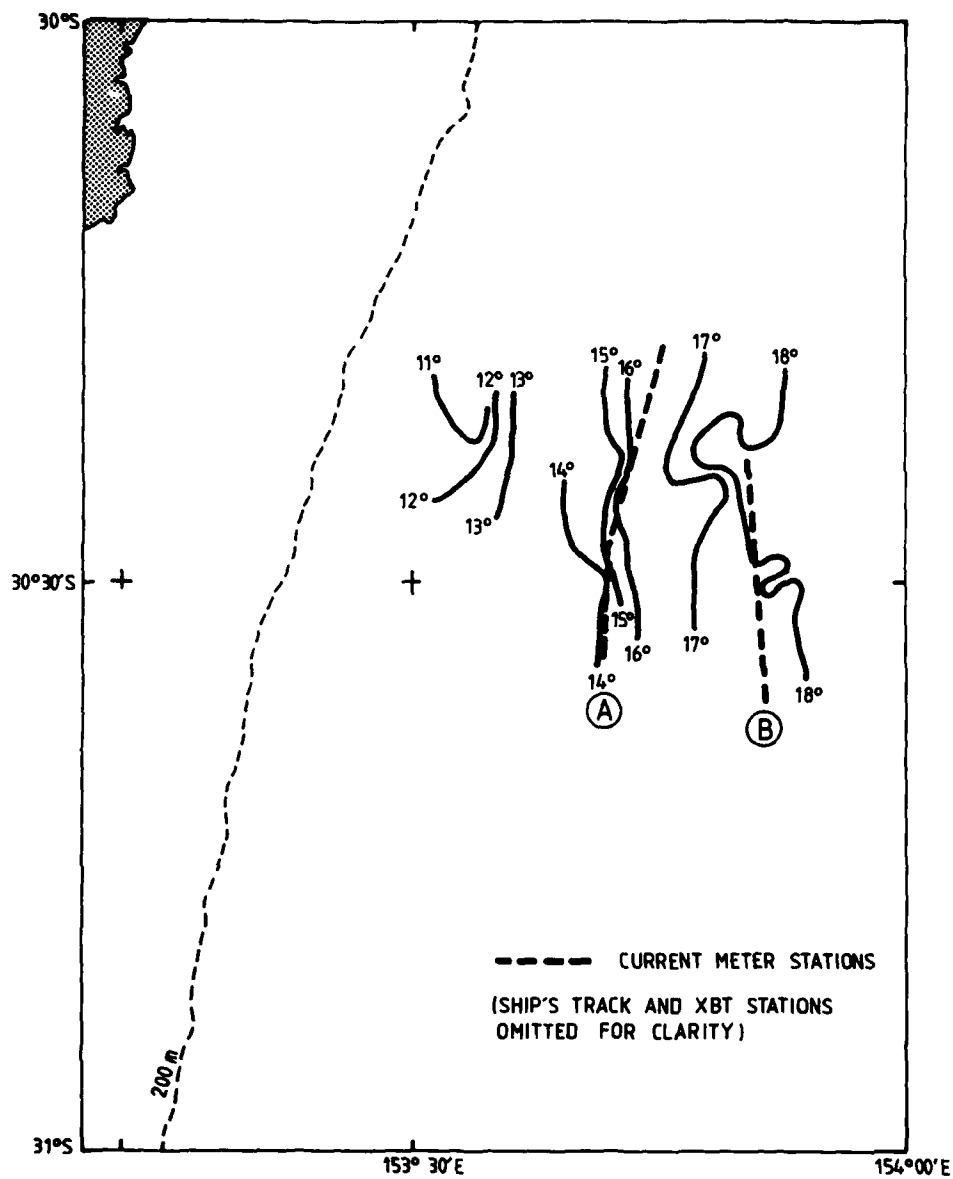 30°S
17°
11°
15°
16°
18°
12°
13°
14°
12°
13°
30°30'S
15°
17°
16°
14°
18°
A
B
CURRENT METER STATIONS
(SHIP'S TRACK AND XBT STATIONS
OMITTED FOR CLARITY)
200 m
31°S
153° 30'E
154°00'E